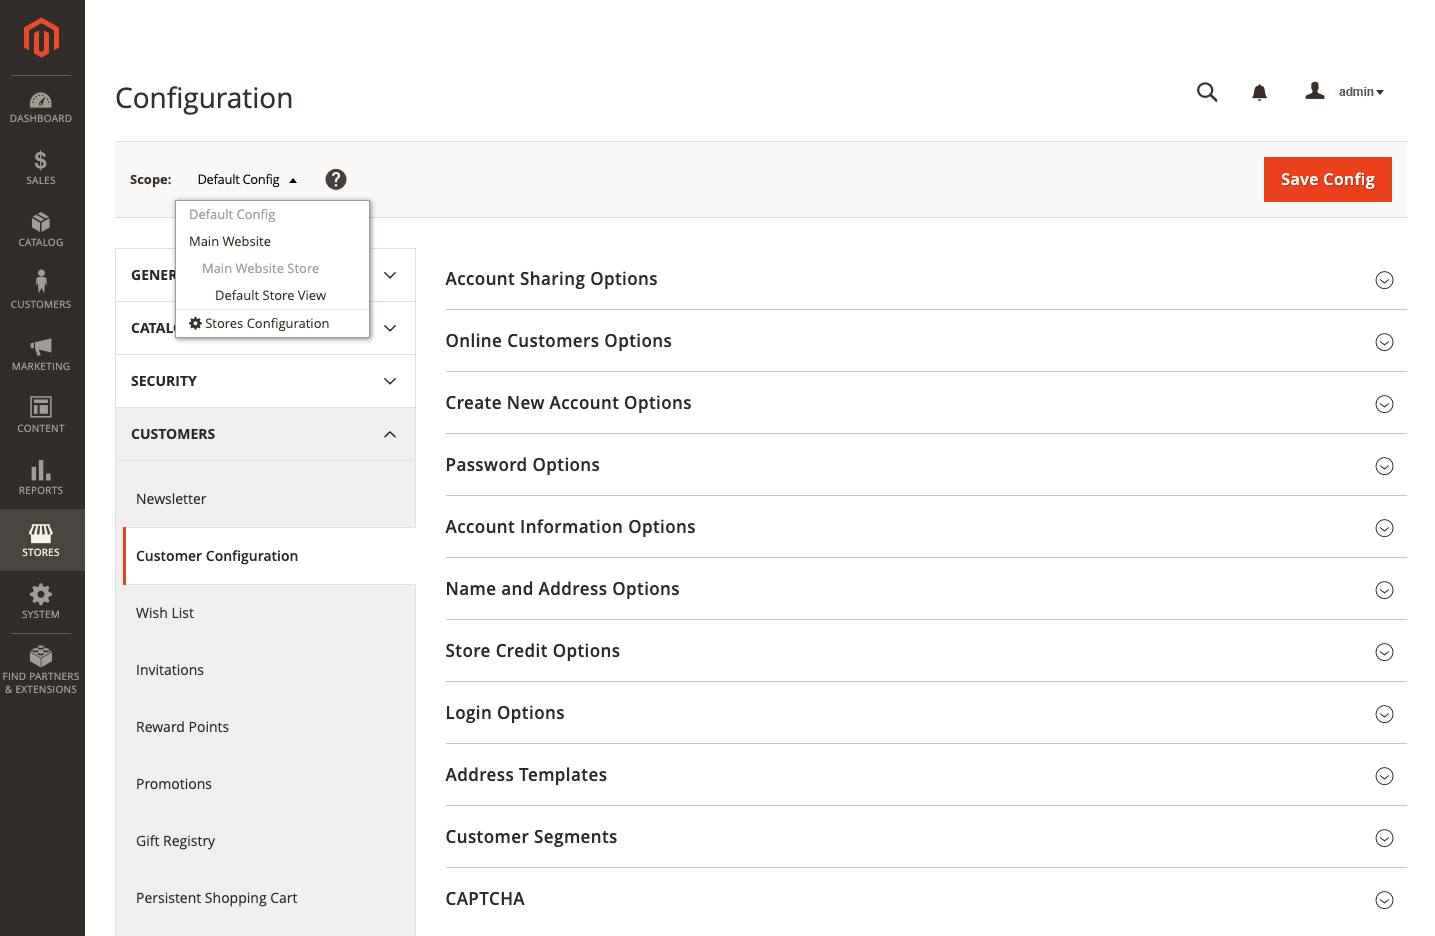 Configuration
admin
Scope:
Default Config
?
Save Config
Default Config
Main Website
Main Website Store
Default Store View
Stores Configuration
DASHBOARD
$
SALES
CATALOG
CUSTOMERS
MARKETING
CONTENT
REPORTS
STORES
SYSTEM
FIND PARTNERS
& EXTENSIONS
GENER
CATAL
SECURITY
CUSTOMERS
Newsletter
Customer Configuration
Wish List
Invitations
Reward Points
Promotions
Gift Registry
Persistent Shopping Cart
Account Sharing Options
Online Customers Options
Create New Account Options
Password Options
Account Information Options
Name and Address Options
Store Credit Options
Login Options
Address Templates
Customer Segments
CAPTCHA